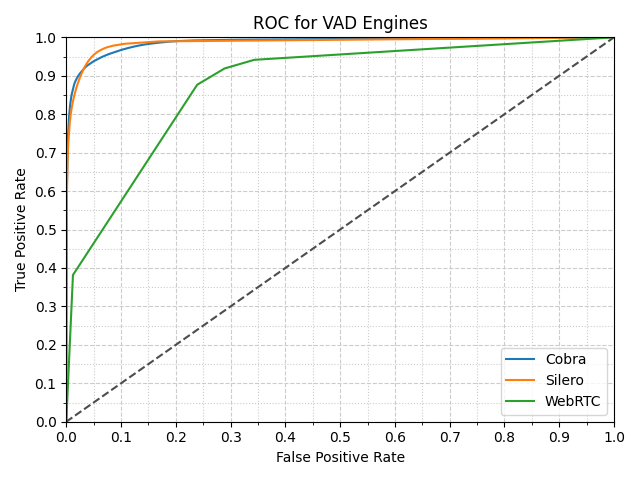 ROC for VAD Engines
True Positive Rate
1.0
0.9
0.8
0.7
0.6
0.5
0.4
0.3
0.2
0.1
0.0
Cobra
Silero
WebRTC
0.0 0.1 0.2 0.3 0.4 0.5 0.6 0.7 0.8 0.9 1.0
False Positive Rate